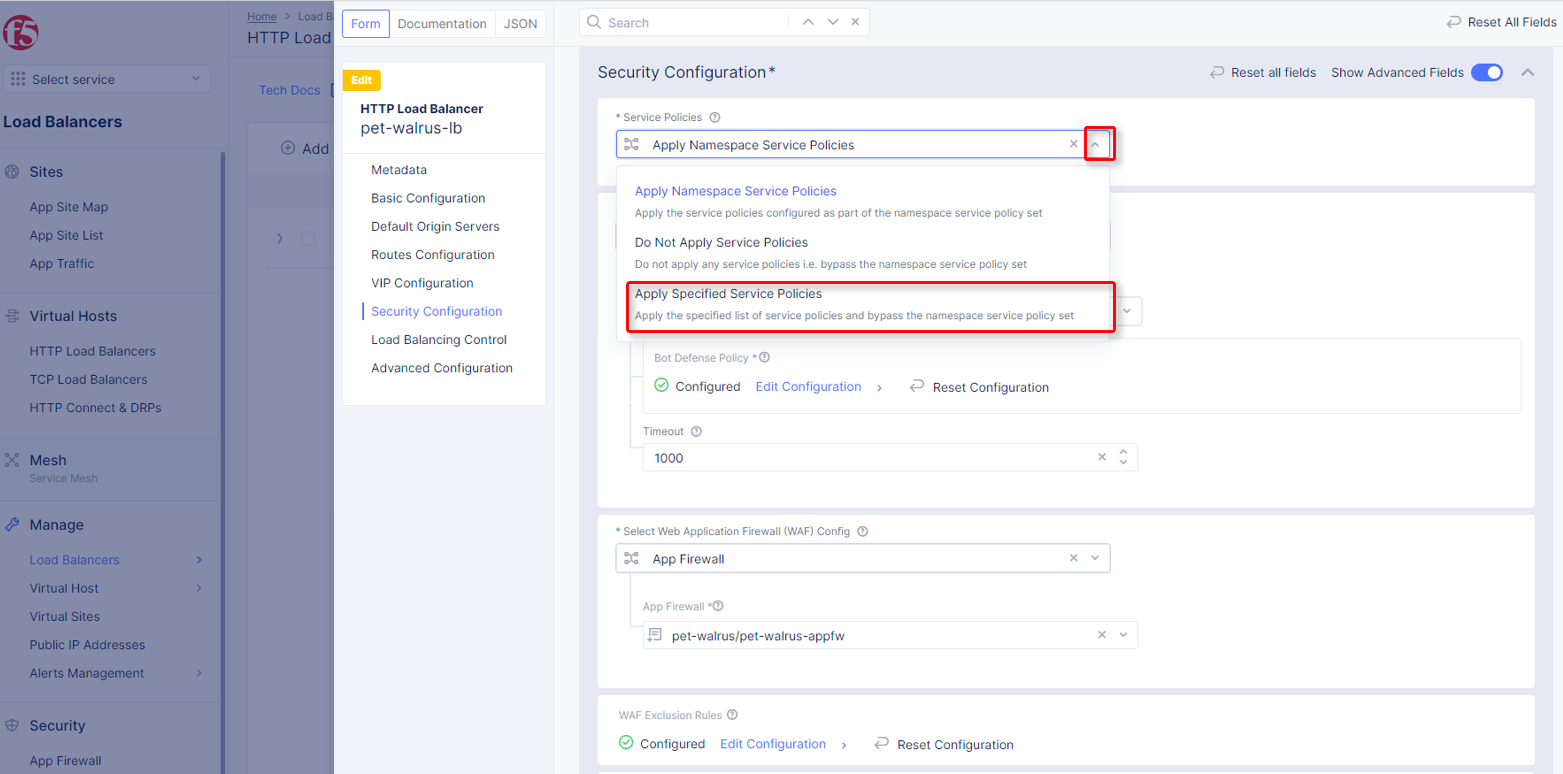 f5
Select service
Load Balancers
Sites
App Site Map
App Site List
App Traffic
Virtual Hosts
HTTP Load Balancers
TCP Load Balancers
HTTP Connect & DRPs
Mesh
Service Mesh
Manage
Load Balancers
Virtual Host
Virtual Sites
Public IP Addresses
Alerts Management
Security
App Firewall
Home > Load B
HTTP Load
Tech Docs
Add
Form Documentation JSON
Edit
HTTP Load Balancer
pet-walrus-lb
Metadata
Basic Configuration
Default Origin Servers
Routes Configuration
VIP Configuration
Security Configuration
Load Balancing Control
Advanced Configuration
Search
Reset All Fields
Security Configuration*
Reset all fields Show Advanced Fields
* Service Policies
Apply Namespace Service Policies
Apply Namespace Service Policies
Apply the service policies configured as part of the namespace service policy set
Do Not Apply Service Policies
Do not apply any service policies i.e. bypass the namespace service policy set
Apply Specified Service Policies
Apply the specified list of service policies and bypass the namespace service policy set
Bot Defense Policy *
Configured Edit Configuration > Reset Configuration
Timeout
1000
* Select Web Application Firewall (WAF) Config
App Firewall
App Firewall *
pet-walrus/pet-walrus-appfw
WAF Exclusion Rules
Configured Edit Configuration > Reset Configuration